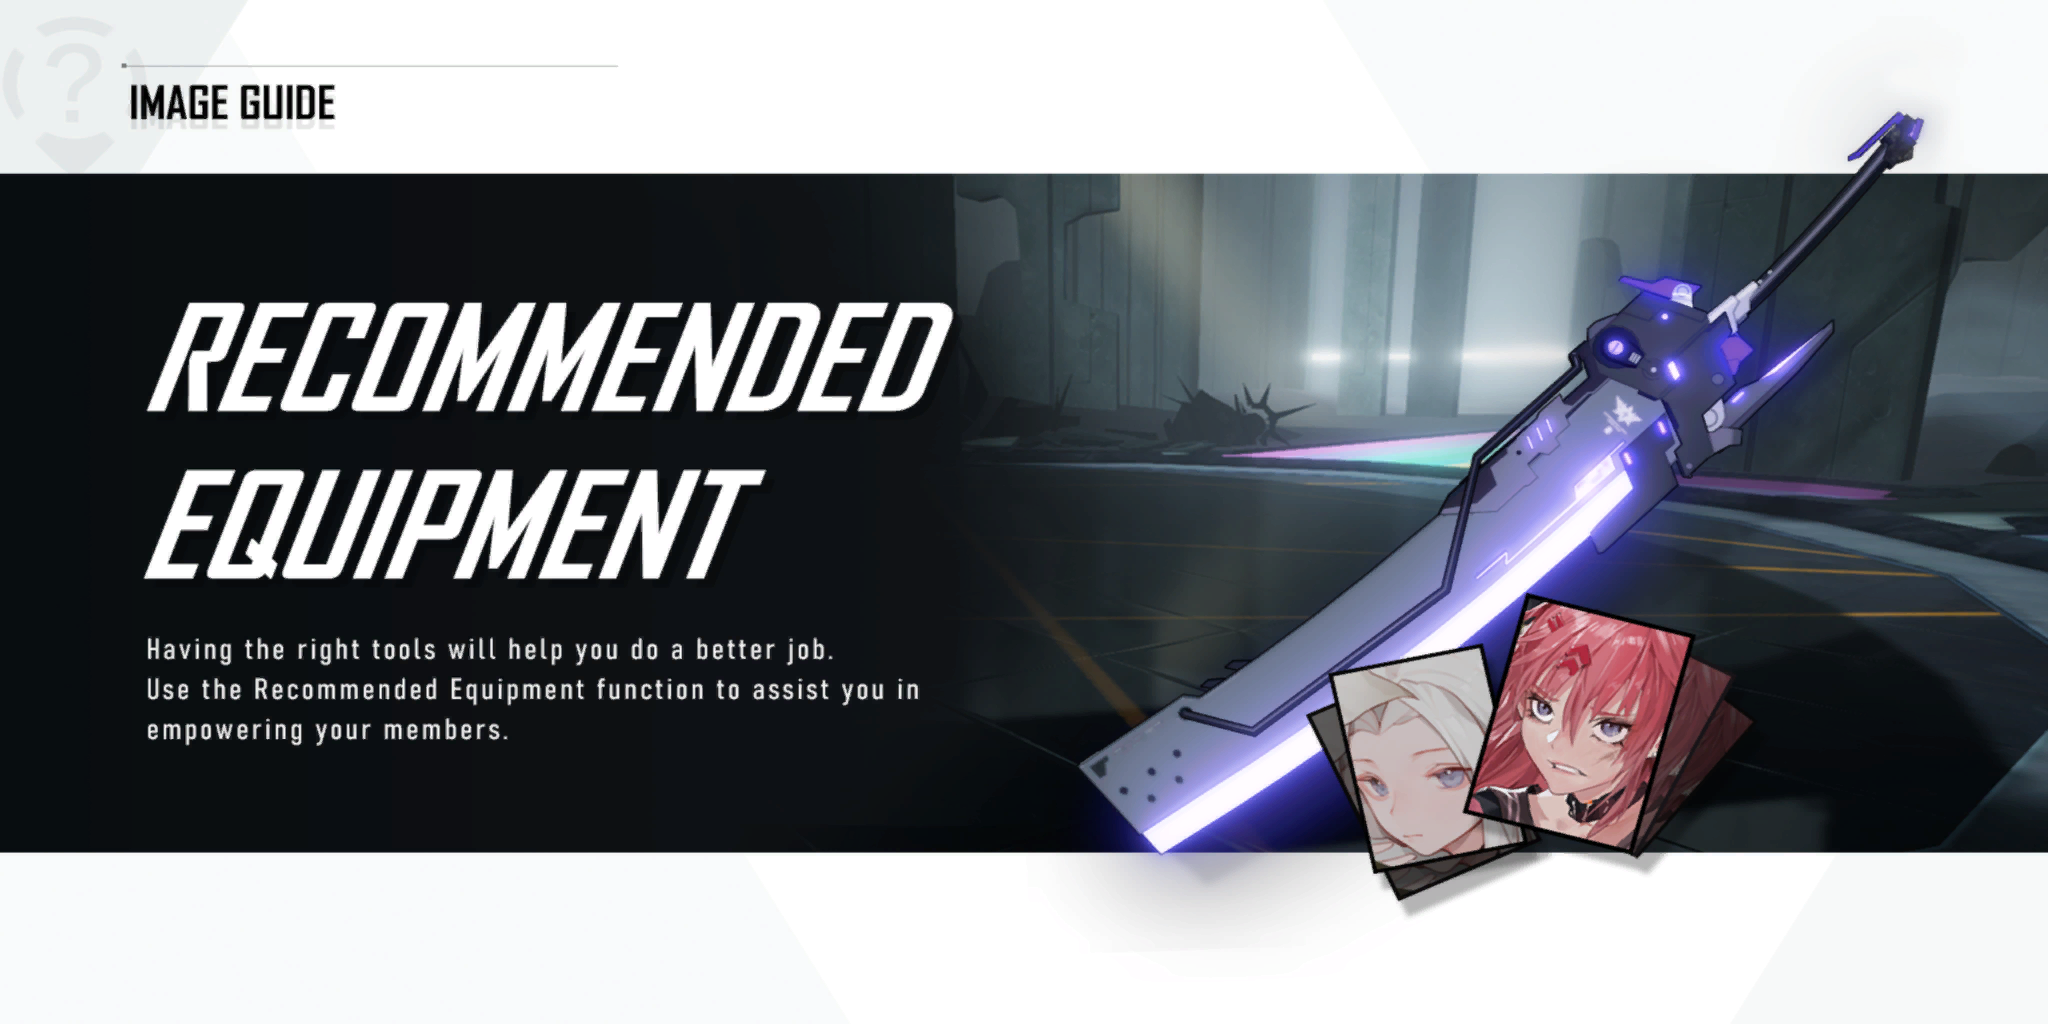 IMAGE GUIDE
RECOMMENDED
EQUIPMENT
Having the right tools will help you do a better job.
Use the Recommended Equipment function to assist you in
empowering your members.